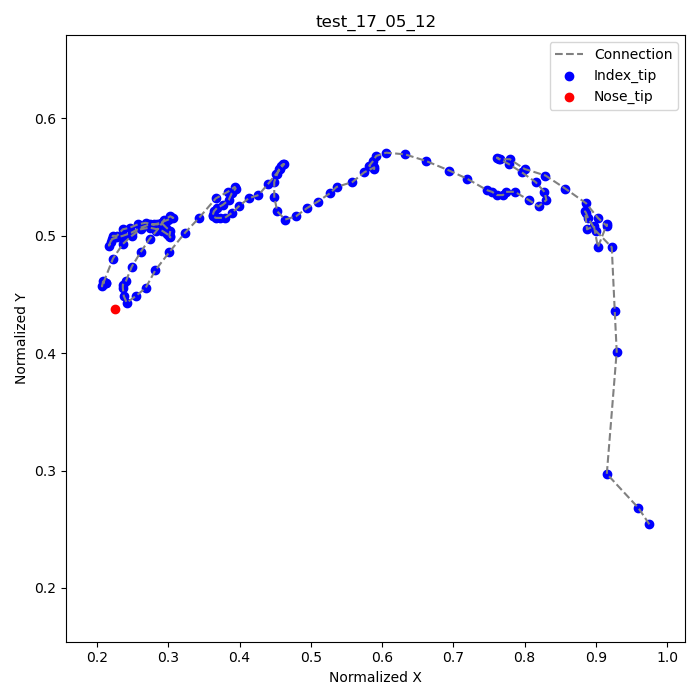 test_17_05_12
Connection
Index_tip
Nose_tip
Normalized Y
0.6
0.5
0.4
0.3
0.2
0.2 0.3 0.4 0.5 0.6 0.7 0.8 0.9 1.0
Normalized X